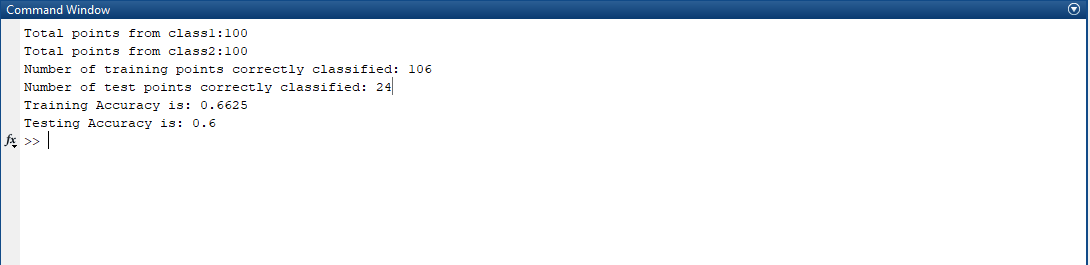 Command Window
Total points from class1:100
Total points from class2:100
Number of training points correctly classified: 106
Number of test points correctly classified: 24
Training Accuracy is: 0.6625
Testing Accuracy is: 0.6
fx >>